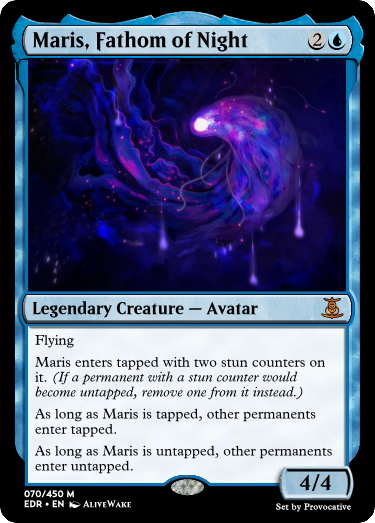 Maris, Fathom of Night 2
Legendary Creature — Avatar
Flying
Maris enters tapped with two stun counters on
it. (If a permanent with a stun counter would
become untapped, remove one from it instead.)
As long as Maris is tapped, other permanents
enter tapped.
As long as Maris is untapped, other permanents
enter untapped.
4/4
070/450 M
EDR • EN AliveWake
Set by Provocative